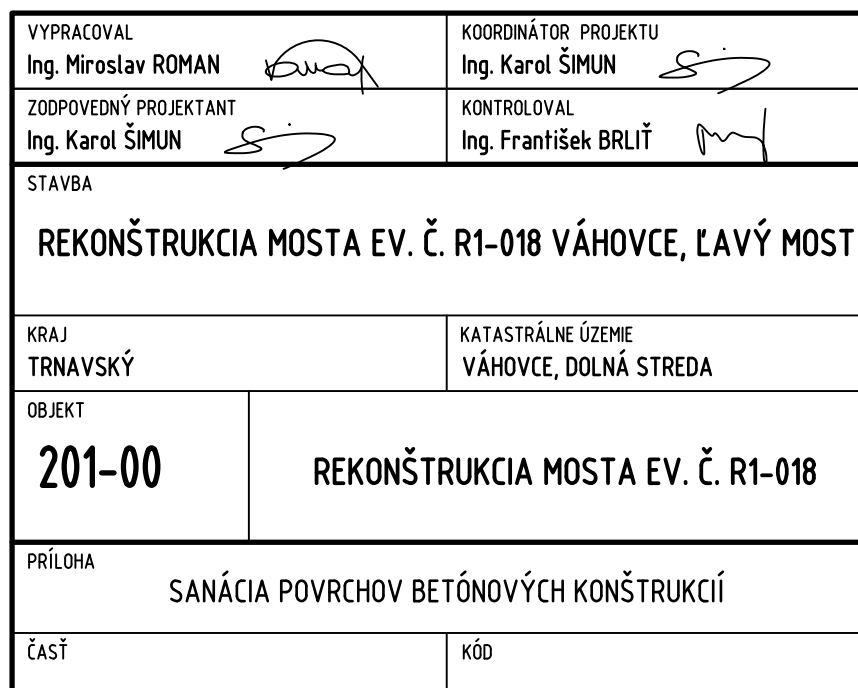 VYPRACOVAL
Ing. Miroslav ROMAN
KOORDINÁTOR PROJEKTU
Ing. Karol ŠIMUN
ZODPOVEDNÝ PROJEKTANT
Ing. Karol ŠIMUN
KONTROLOVAL
Ing. František BRLIŤ
STAVBA
REKONŠTRUKCIA MOSTA EV. Č. R1-018 VÁHOVCE, ĽAVÝ MOST
KRAJ
TRNAVSKÝ
KATASTRÁLNE ÚZEMIE
VÁHOVCE, DOLNÁ STREDA
OBJEKT
201-00
REKONŠTRUKCIA MOSTA EV. Č. R1-018
PRÍLOHA
SANÁCIA POVRCHOV BETÓNOVÝCH KONŠTRUKCIÍ
ČASŤ
KÓD